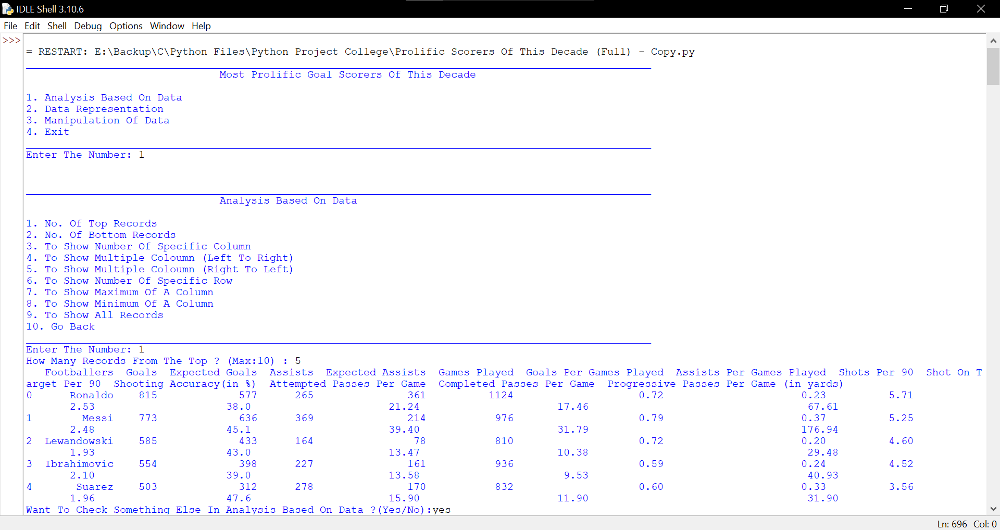 IDLE Shell 3.10.6
File Edit Shell Debug Options Window Help
>>>
= RESTART: E:\Backup\C\Python Files\Python Project College\Prolific Scorers Of This Decade (Full) - Copy.py
Most Prolific Goal Scorers Of This Decade
1. Analysis Based On Data
2. Data Representation
3. Manipulation Of Data
4. Exit
Enter The Number: 1
Analysis Based On Data
1. No. Of Top Records
2. No. Of Bottom Records
3. To Show Number Of Specific Column
4. To Show Multiple Coloumn (Left To Right)
5. To Show Multiple Coloumn (Right To Left)
6. To Show Number Of Specific Row
7. To Show Maximum Of A Column
8. To Show Minimum Of A Column
9. To Show All Records
10. Go Back
Enter The Number: 1
How Many Records From The Top ? (Max:10) : 5
Footballers Goals Expected Goals Assists Expected Assists Games Played Goals Per Games Played Assists Per Games Played Shots Per 90 Shot On T
arget Per 90 Shooting Accuracy(in %) Attempted Passes Per Game Completed Passes Per Game Progressive Passes Per Game (in yards)
0 Ronaldo 815 577 265 361 1124 0.72 0.23 5.71
2.53 38.0 21.24 17.46 67.61
1 Messi 773 636 369 214 976 0.79 0.37 5.25
2.48 45.1 39.40 31.79 176.94
2 Lewandowski 585 433 164 78 810 0.72 0.20 4.60
1.93 43.0 13.47 10.38 29.48
3 Ibrahimovic 554 398 227 161 936 0.59 0.24 4.52
2.10 39.0 13.58 9.53 40.93
4 Suarez 503 312 278 170 832 0.60 0.33 3.56
1.96 47.6 15.90 11.90 31.90
Want To Check Something Else In Analysis Based On Data ?(Yes/No):yes
Ln: 696 Col: 0